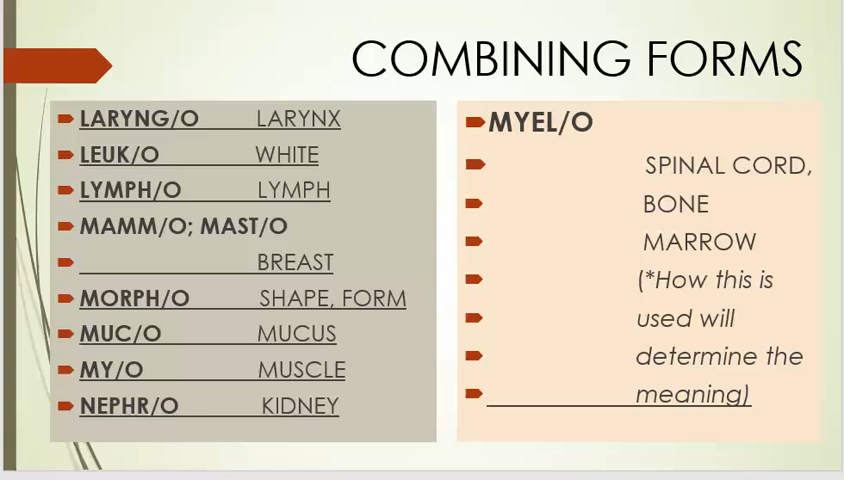 COMBINING FORMS
LARYNG/O LARYNX
LEUK/O WHITE
LYMPH/O LYMPH
MAMM/O; MAST/O
BREAST
MORPH/O SHAPE, FORM
MUC/O MUCUS
MY/O MUSCLE
NEPHR/O KIDNEY
MYEL/O
SPINAL CORD,
BONE
MARROW
(*How this is
used will
determine the
meaning)